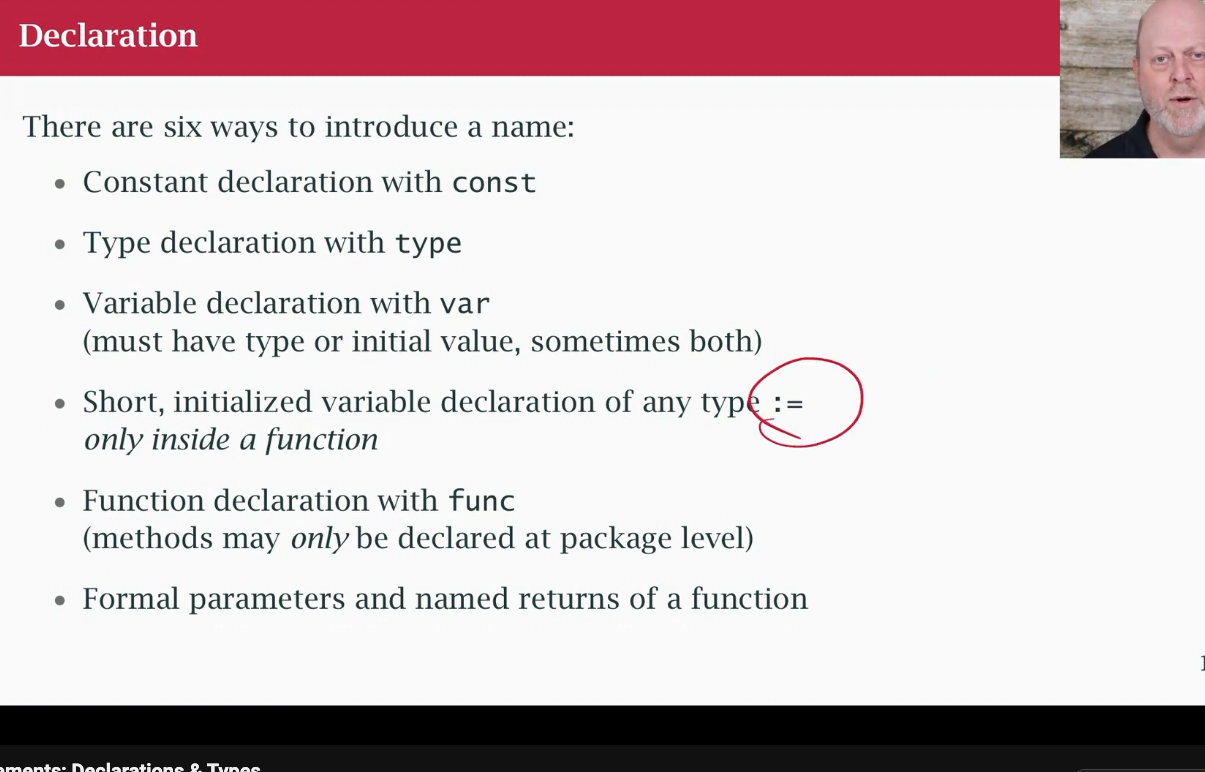 Declaration
There are six ways to introduce a name:
• Constant declaration with const
• Type declaration with type
• Variable declaration with var
(must have type or initial value, sometimes both)
• Short, initialized variable declaration of any type :=
only inside a function
• Function declaration with func
(methods may only be declared at package level)
• Formal parameters and named returns of a function
Declarations & Types